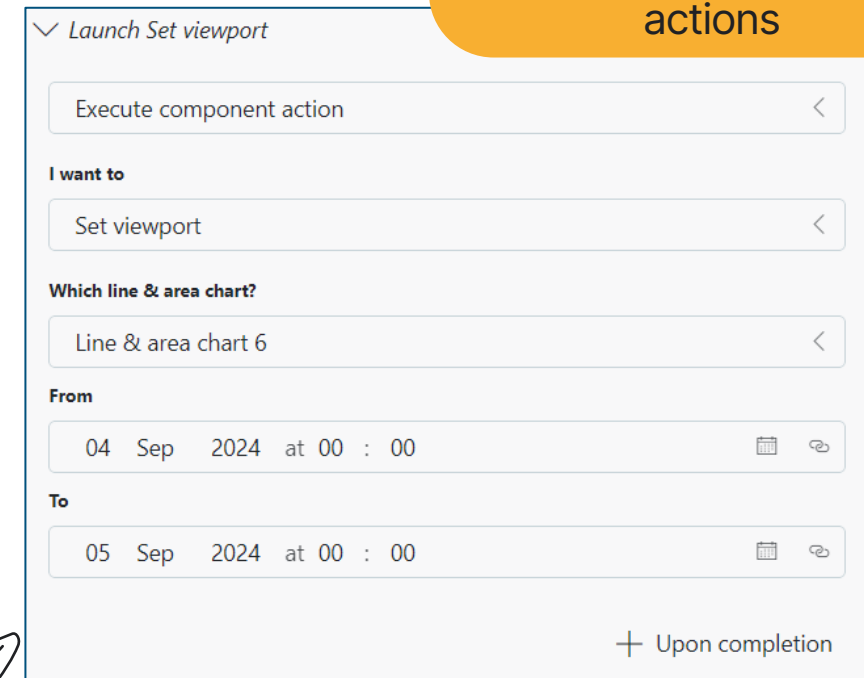 actions
Launch Set viewport
Execute component action
I want to
Set viewport
Which line & area chart?
Line & area chart 6
From
04 Sep 2024 at 00 : 00
To
05 Sep 2024 at 00 : 00
Upon completion